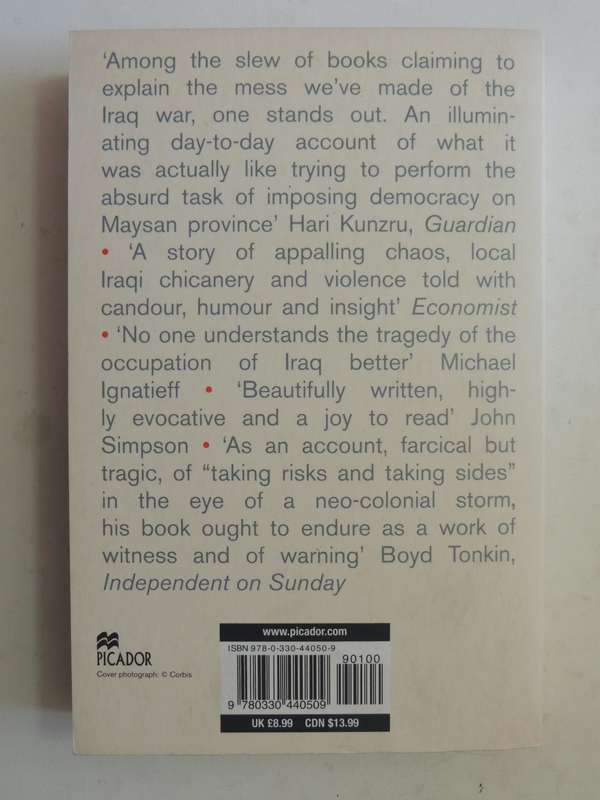 ‘Among the slew of books claiming to
explain the mess we’ve made of the
Iraq war, one stands out. An illumin-
ating day-to-day account of what it
was actually like trying to perform the
absurd task of imposing democracy on
Maysan province’ Hari Kunzru, Guardian
• ‘A story of appalling chaos, local
Iraqi chicanery and violence told with
candour, humour and insight’ Economist
• ‘No one understands the tragedy of the
occupation of Iraq better’ Michael
Ignatieff • ‘Beautifully written, high-
ly evocative and a joy to read’ John
Simpson • ‘As an account, farcical but
tragic, of “taking risks and taking sides”
in the eye of a neo-colonial storm,
his book ought to endure as a work of
witness and of warning’ Boyd Tonkin,
Independent on Sunday
PICADOR
Cover photograph: © Corbis
www.picador.com
ISBN 978-0-330-44050-9
90100
9 780330 440509
UK £8.99 CDN $13.99